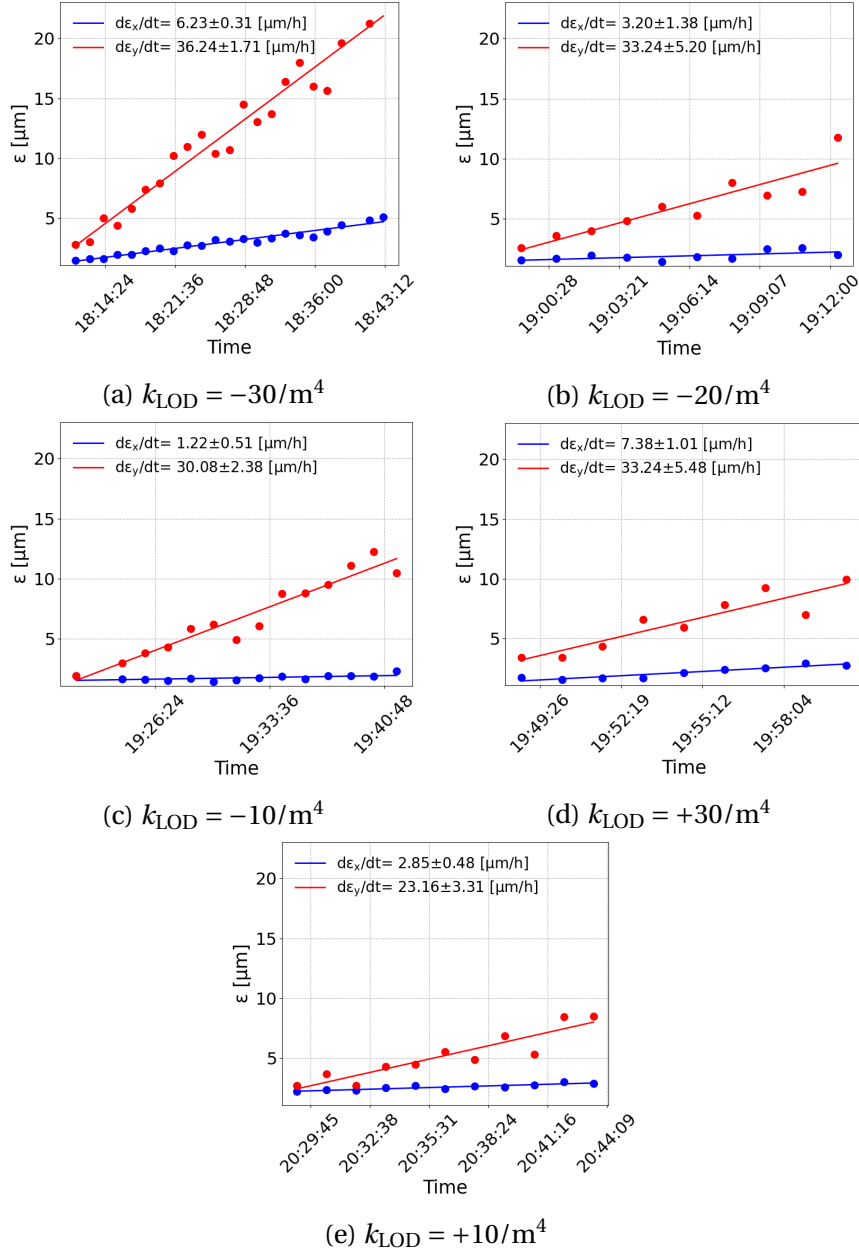 dεx/dt= 6.23±0.31 [µm/h]
dεy/dt= 36.24±1.71 [µm/h]
20
15
10
5
ε [µm]
18:14:24
18:21:36
18:28:48
18:36:00
18:43:12
Time
(a) kLOD = −30/m⁴
dεx/dt= 3.20±1.38 [µm/h]
dεy/dt= 33.24±5.20 [µm/h]
20
15
10
5
ε [µm]
19:00:28
19:03:21
19:06:14
19:09:07
19:12:00
Time
(b) kLOD = −20/m⁴
dεx/dt= 1.22±0.51 [µm/h]
dεy/dt= 30.08±2.38 [µm/h]
20
15
10
5
ε [µm]
19:26:24
19:33:36
19:40:48
Time
(c) kLOD = −10/m⁴
dεx/dt= 7.38±1.01 [µm/h]
dεy/dt= 33.24±5.48 [µm/h]
20
15
10
5
ε [µm]
19:49:26
19:52:19
19:55:12
19:58:04
Time
(d) kLOD = +30/m⁴
dεx/dt= 2.85±0.48 [µm/h]
dεy/dt= 23.16±3.31 [µm/h]
20
15
10
5
ε [µm]
20:29:45
20:32:38
20:35:31
20:38:24
20:41:16
20:44:09
Time
(e) kLOD = +10/m⁴